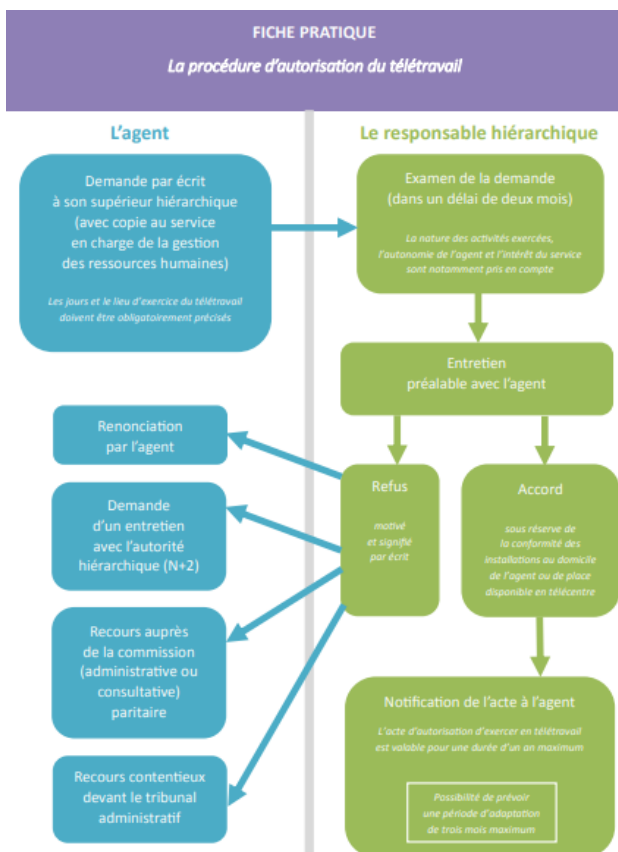 FICHE PRATIQUE
La procédure d'autorisation du télétravail
L'agent
Demande par écrit
à son supérieur hiérarchique
(avec copie au service
en charge de la gestion
des ressources humaines)
Les jours et le lieu d'exercice du télétravail
doivent être obligatoirement précisés
Le responsable hiérarchique
Examen de la demande
(dans un délai de deux mois)
La nature des activités exercées,
l'autonomie de l'agent et l'intérêt du service
sont notamment pris en compte
Entretien
préalable avec l'agent
Refus
motivé
et signifié
par écrit
Accord
sous réserve de
la conformité des
installations au domicile
de l'agent ou de place
disponible en télécentre
Renonciation
par l'agent
Demande
d'un entretien
avec l'autorité
hiérarchique (N+2)
Recours auprès
de la commission
(administrative ou
consultative)
paritaire
Recours contentieux
devant le tribunal
administratif
Notification de l'acte à l'agent
L'acte d'autorisation d'exercer en télétravail
est valable pour une durée d'un an maximum
Possibilité de prévoir
une période d'adaptation
de trois mois maximum